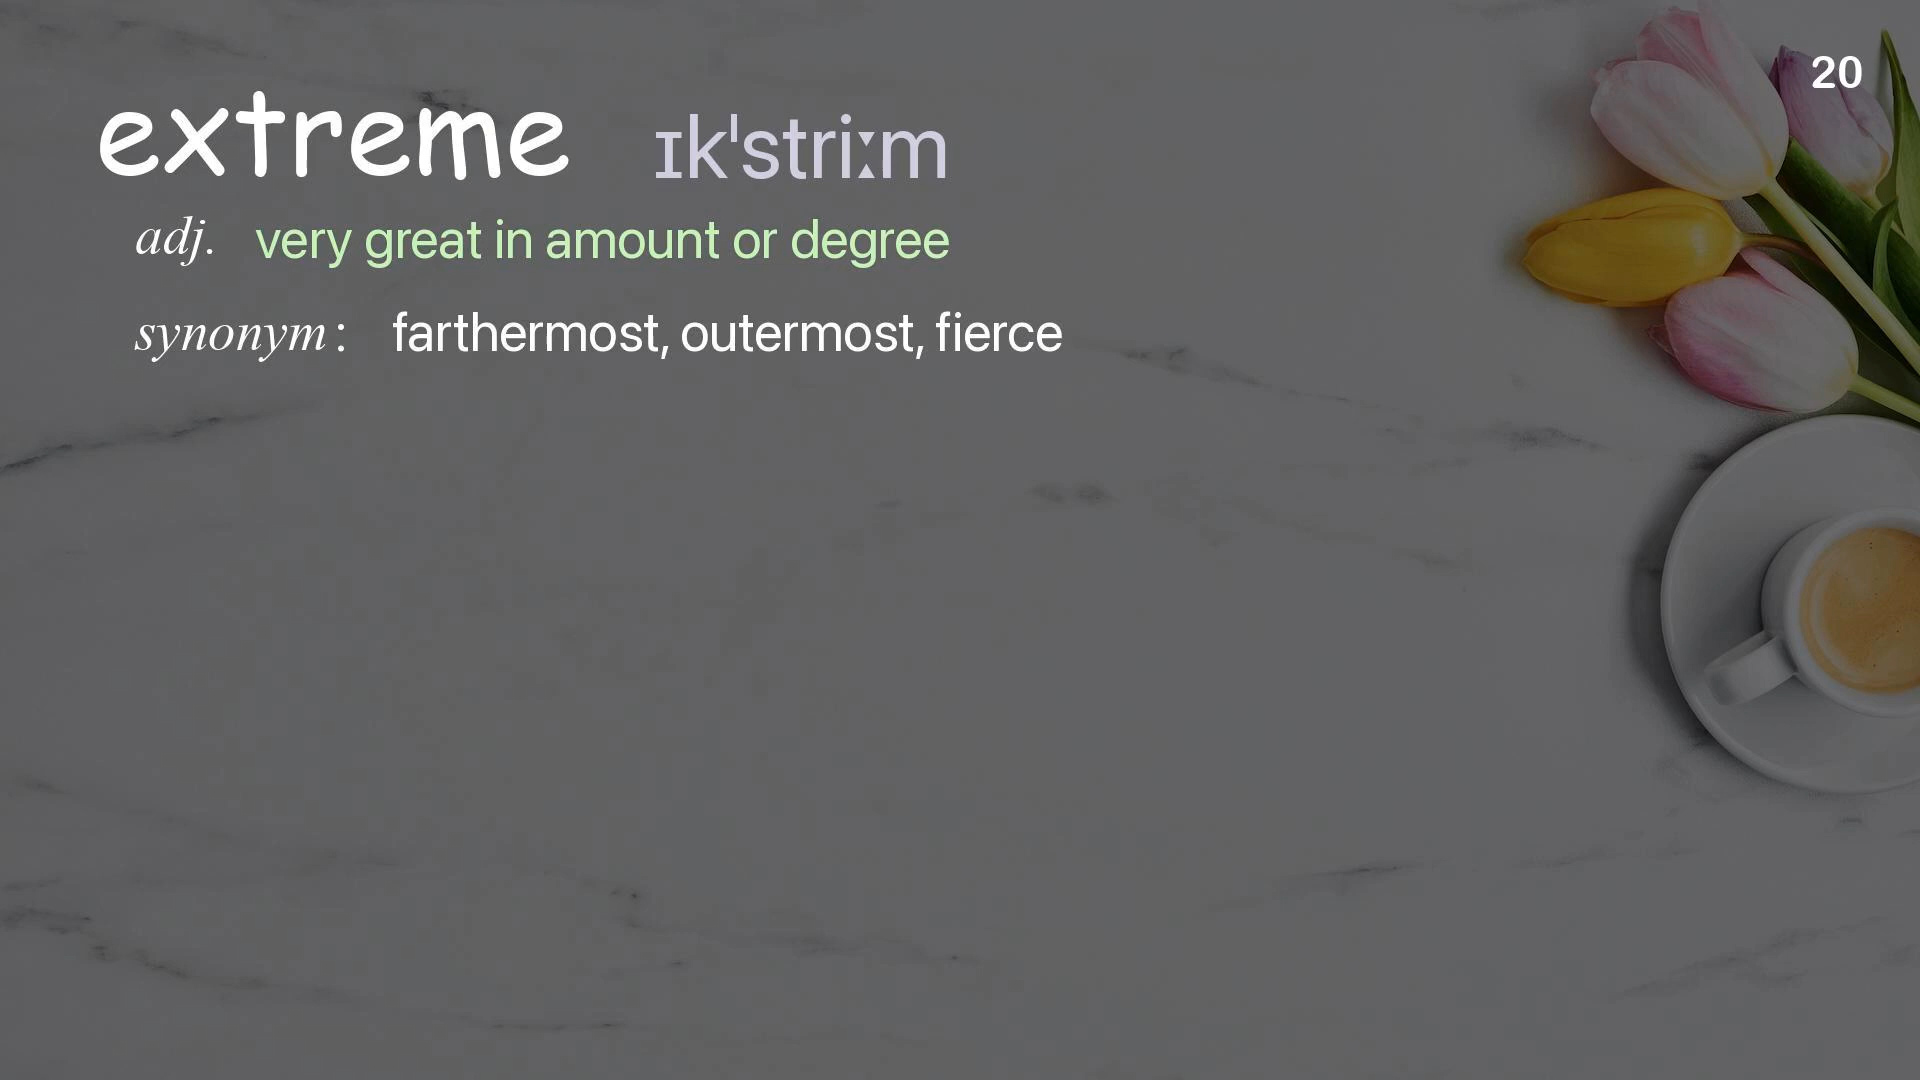 20
extreme ɪkˈstriːm
adj. very great in amount or degree
synonym : farthermost, outermost, fierce